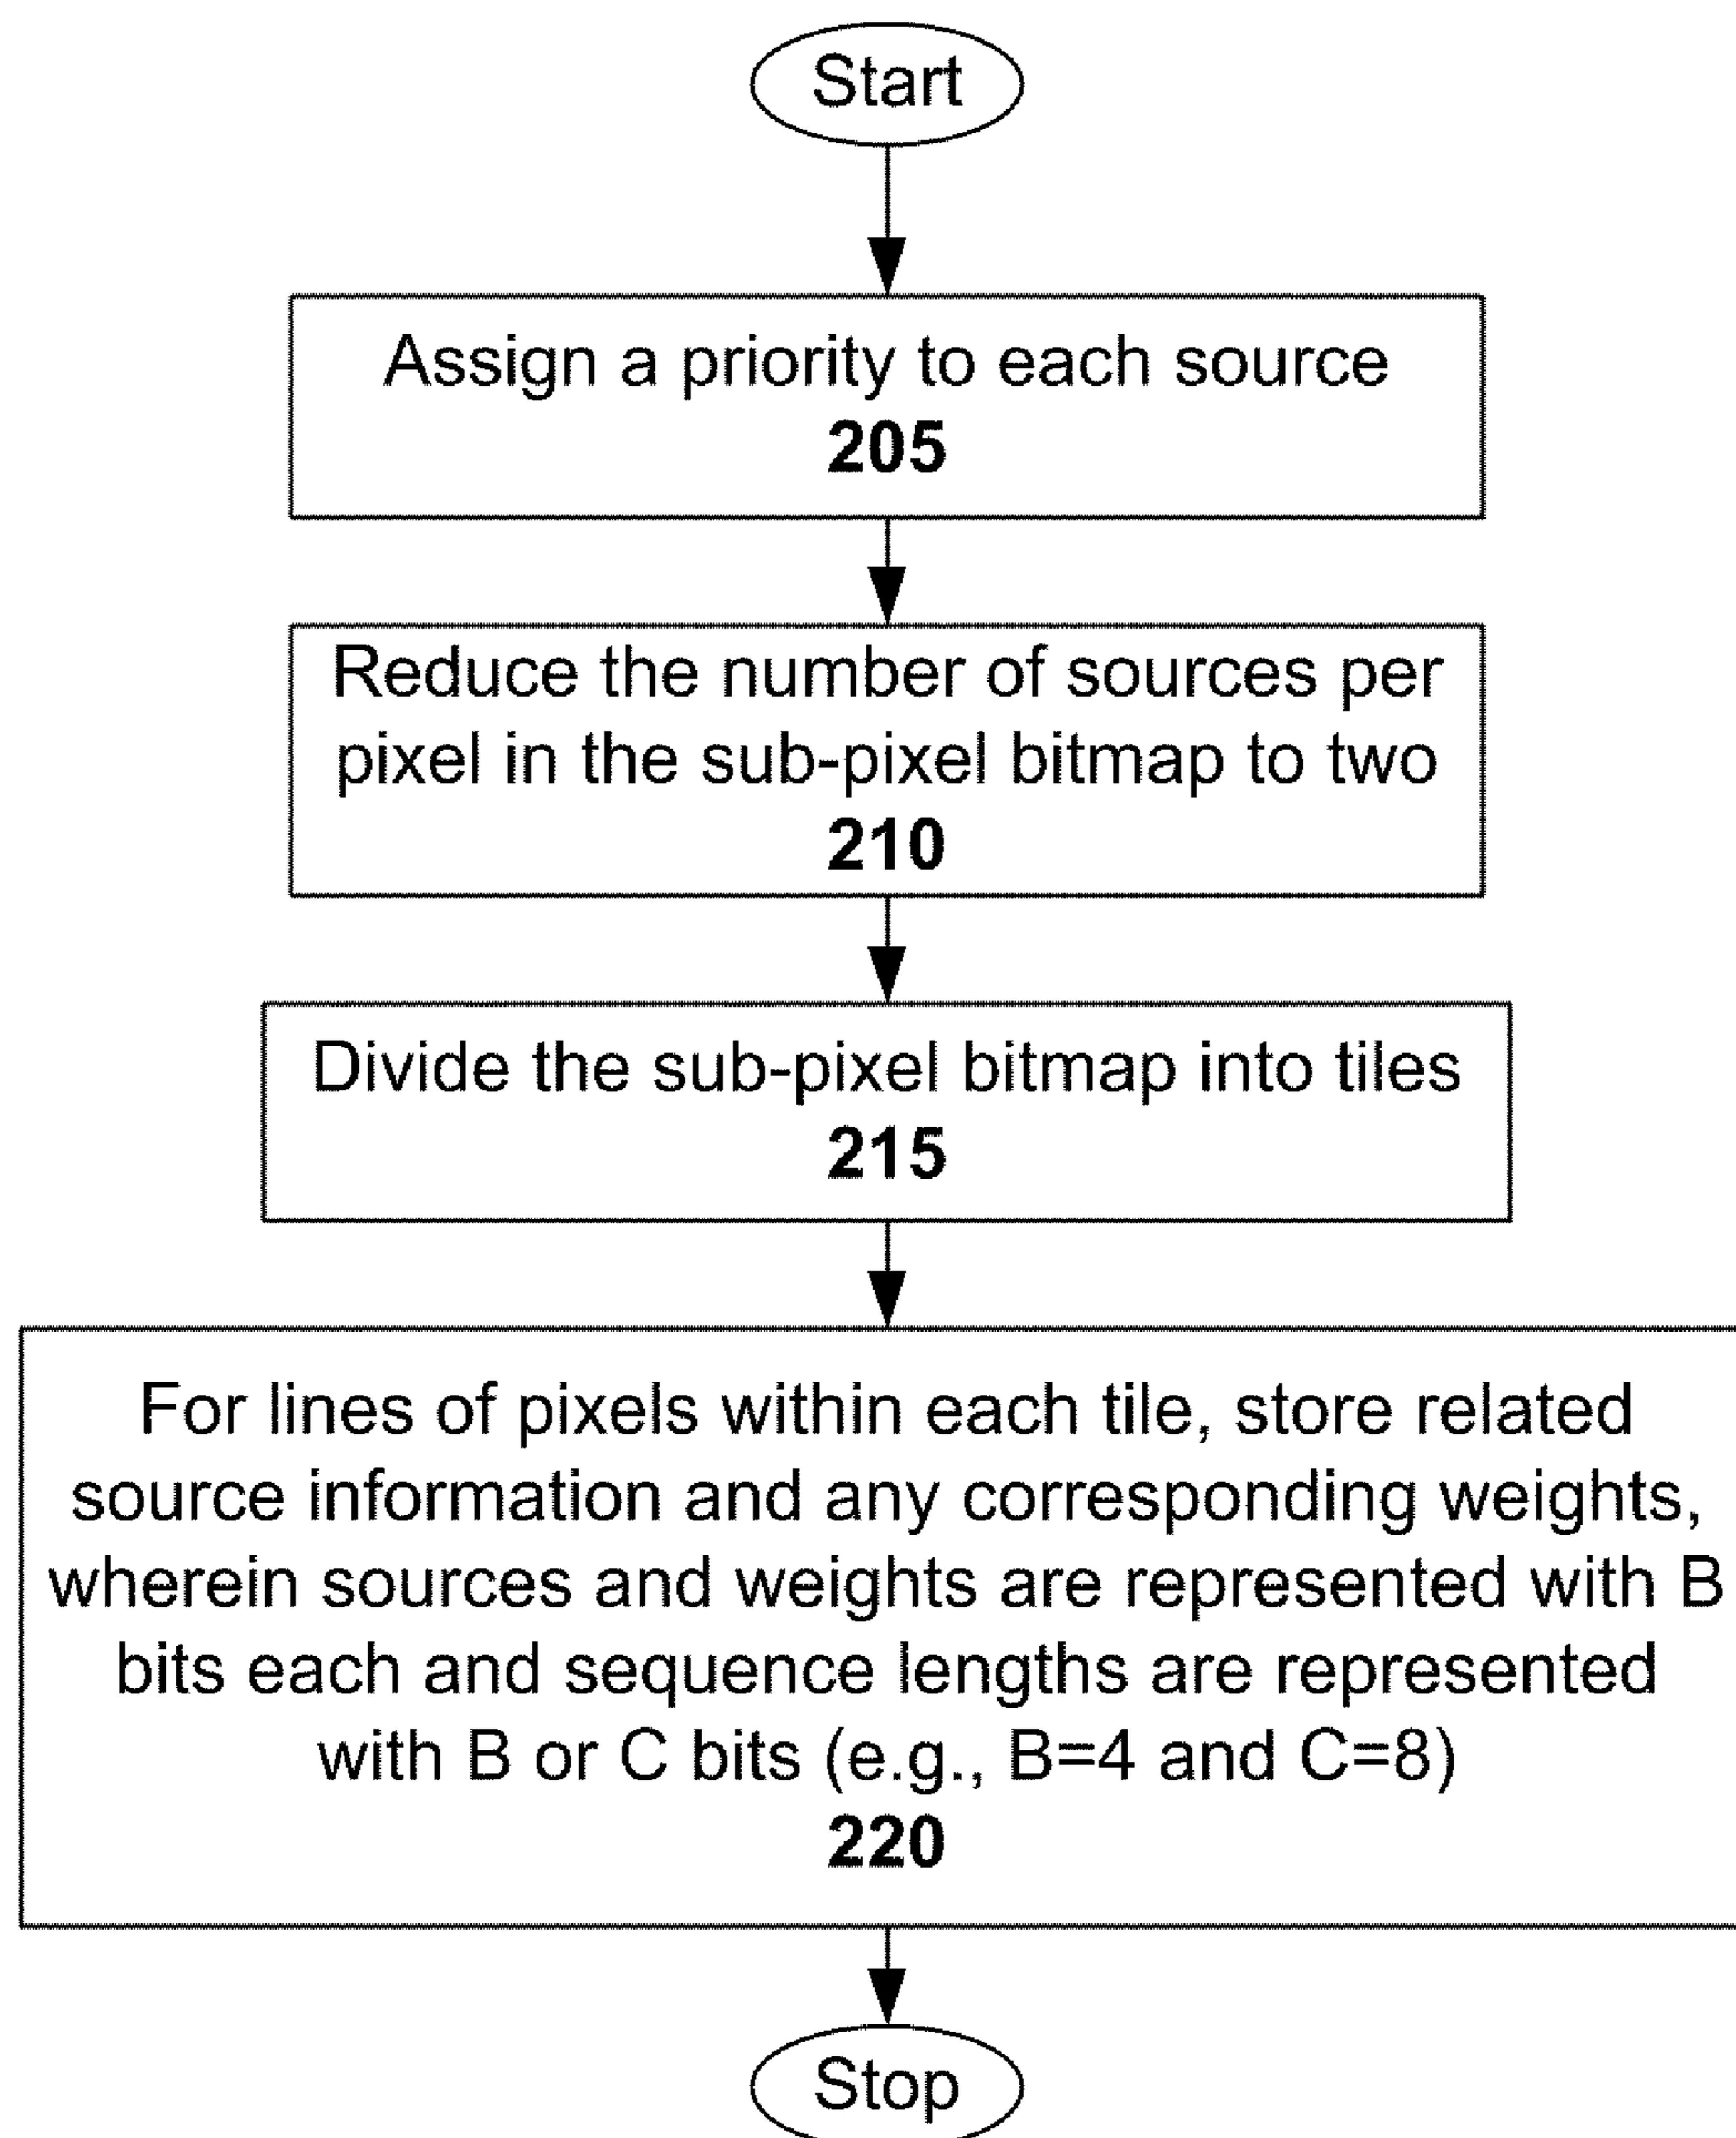 Start
Assign a priority to each source
205
Reduce the number of sources per
pixel in the sub-pixel bitmap to two
210
Divide the sub-pixel bitmap into tiles
215
For lines of pixels within each tile, store related
source information and any corresponding weights,
wherein sources and weights are represented with B
bits each and sequence lengths are represented
with B or C bits (e.g., B=4 and C=8)
220
Stop